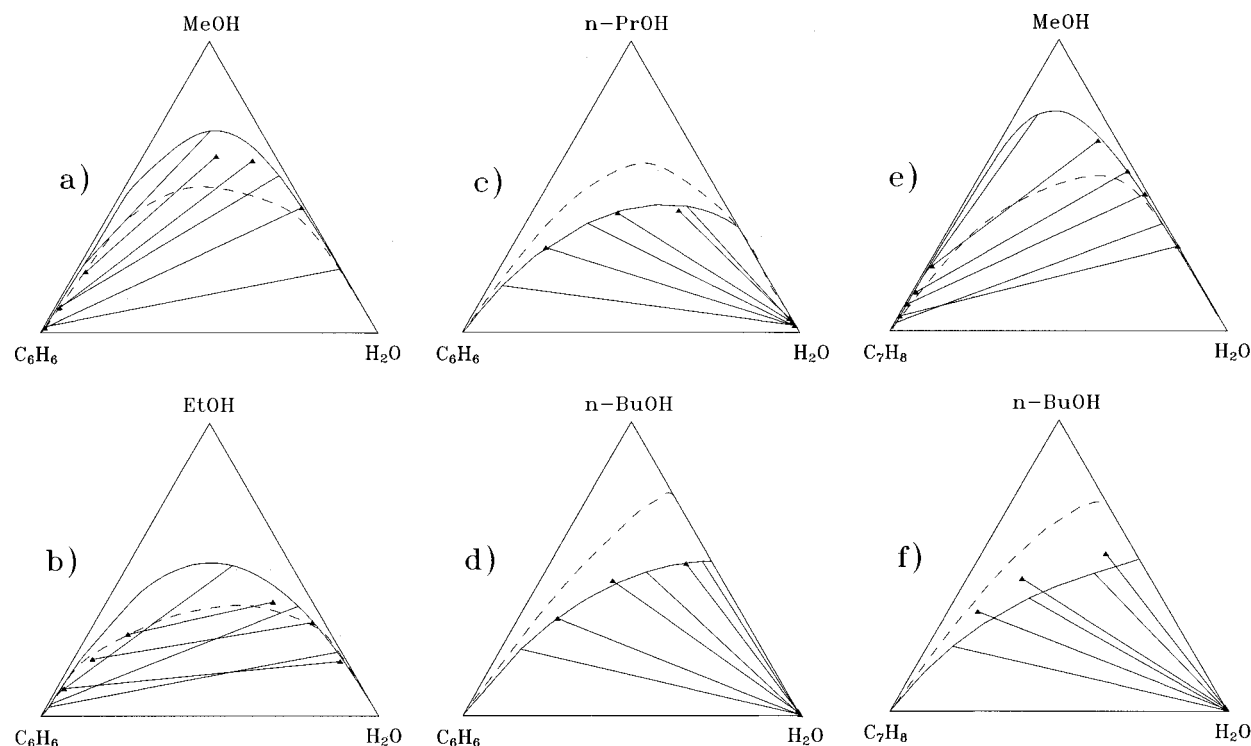 MeOH
n-PrOH
MeOH
a)
c)
e)
C₆H₆
H₂O
C₆H₆
H₂O
C₇H₈
H₂O
EtOH
n-BuOH
n-BuOH
b)
d)
f)
C₆H₆
H₂O
C₆H₆
H₂O
C₇H₈
H₂O